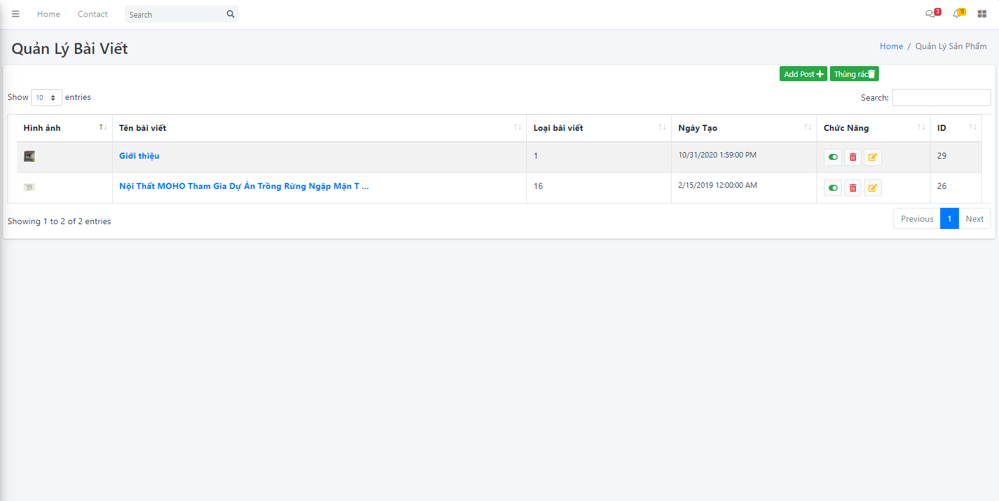 Home Contact Search 3 15
Quản Lý Bài Viết
Home / Quản Lý Sản Phẩm
Add Post Thùng rác
Show 10 entries Search:
Hình ảnh Tên bài viết Loại bài viết Ngày Tạo Chức Năng ID
Giới thiệu 1 10/31/2020 1:59:00 PM 29
Nội Thất MOHO Tham Gia Dự Án Trồng Rừng Ngập Mặn T ... 16 2/15/2019 12:00:00 AM 26
Showing 1 to 2 of 2 entries Previous 1 Next